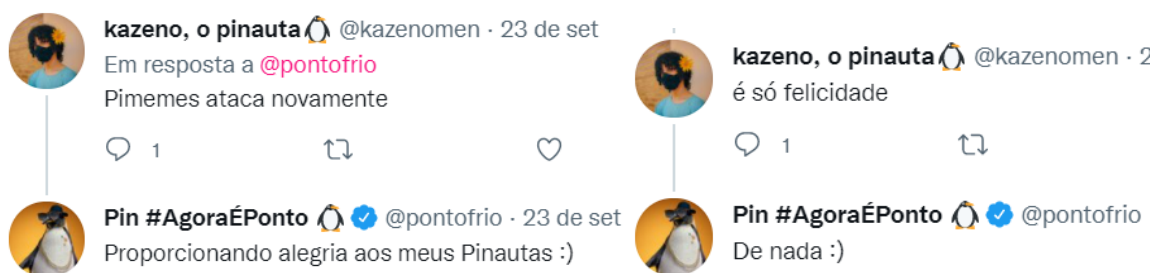 kazeno, o pinauta🐧 @kazenomen · 23 de set
Em resposta a @pontofrio
Pimemes ataca novamente
1
Pin #AgoraÉPonto 🐧 @pontofrio · 23 de set
Proporcionando alegria aos meus Pinautas :)
kazeno, o pinauta🐧 @kazenomen · 2
é só felicidade
1
Pin #AgoraÉPonto 🐧 @pontofrio
De nada :)